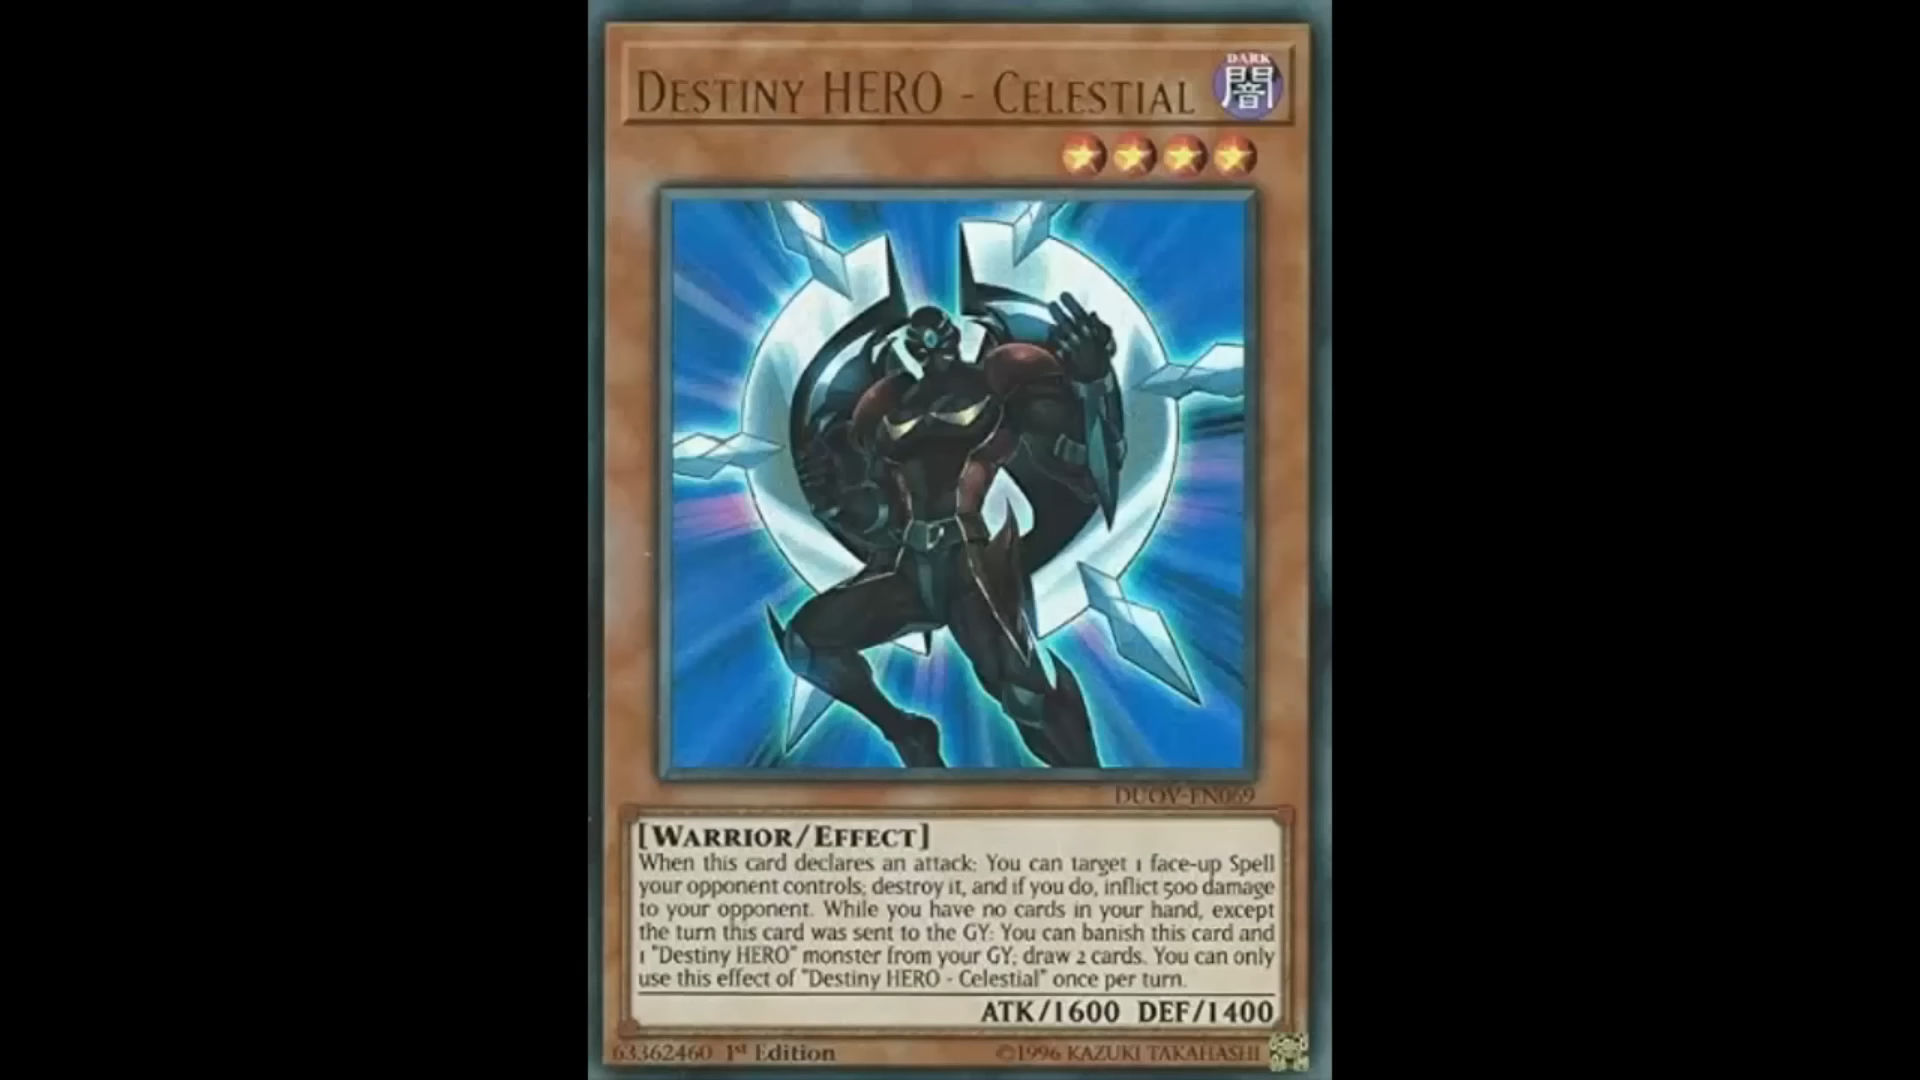 DESTINY HERO - CELESTIAL
DARK
闇
DUOV-EN069
[WARRIOR/EFFECT]
When this card declares an attack: You can target 1 face-up Spell
your opponent controls; destroy it, and if you do, inflict 500 damage
to your opponent. While you have no cards in your hand, except
the turn this card was sent to the GY: You can banish this card and
1 "Destiny HERO" monster from your GY; draw 2 cards. You can only
use this effect of "Destiny HERO - Celestial" once per turn.
ATK/1600 DEF/1400
63362460 1st Edition
©1996 KAZUKI TAKAHASHI